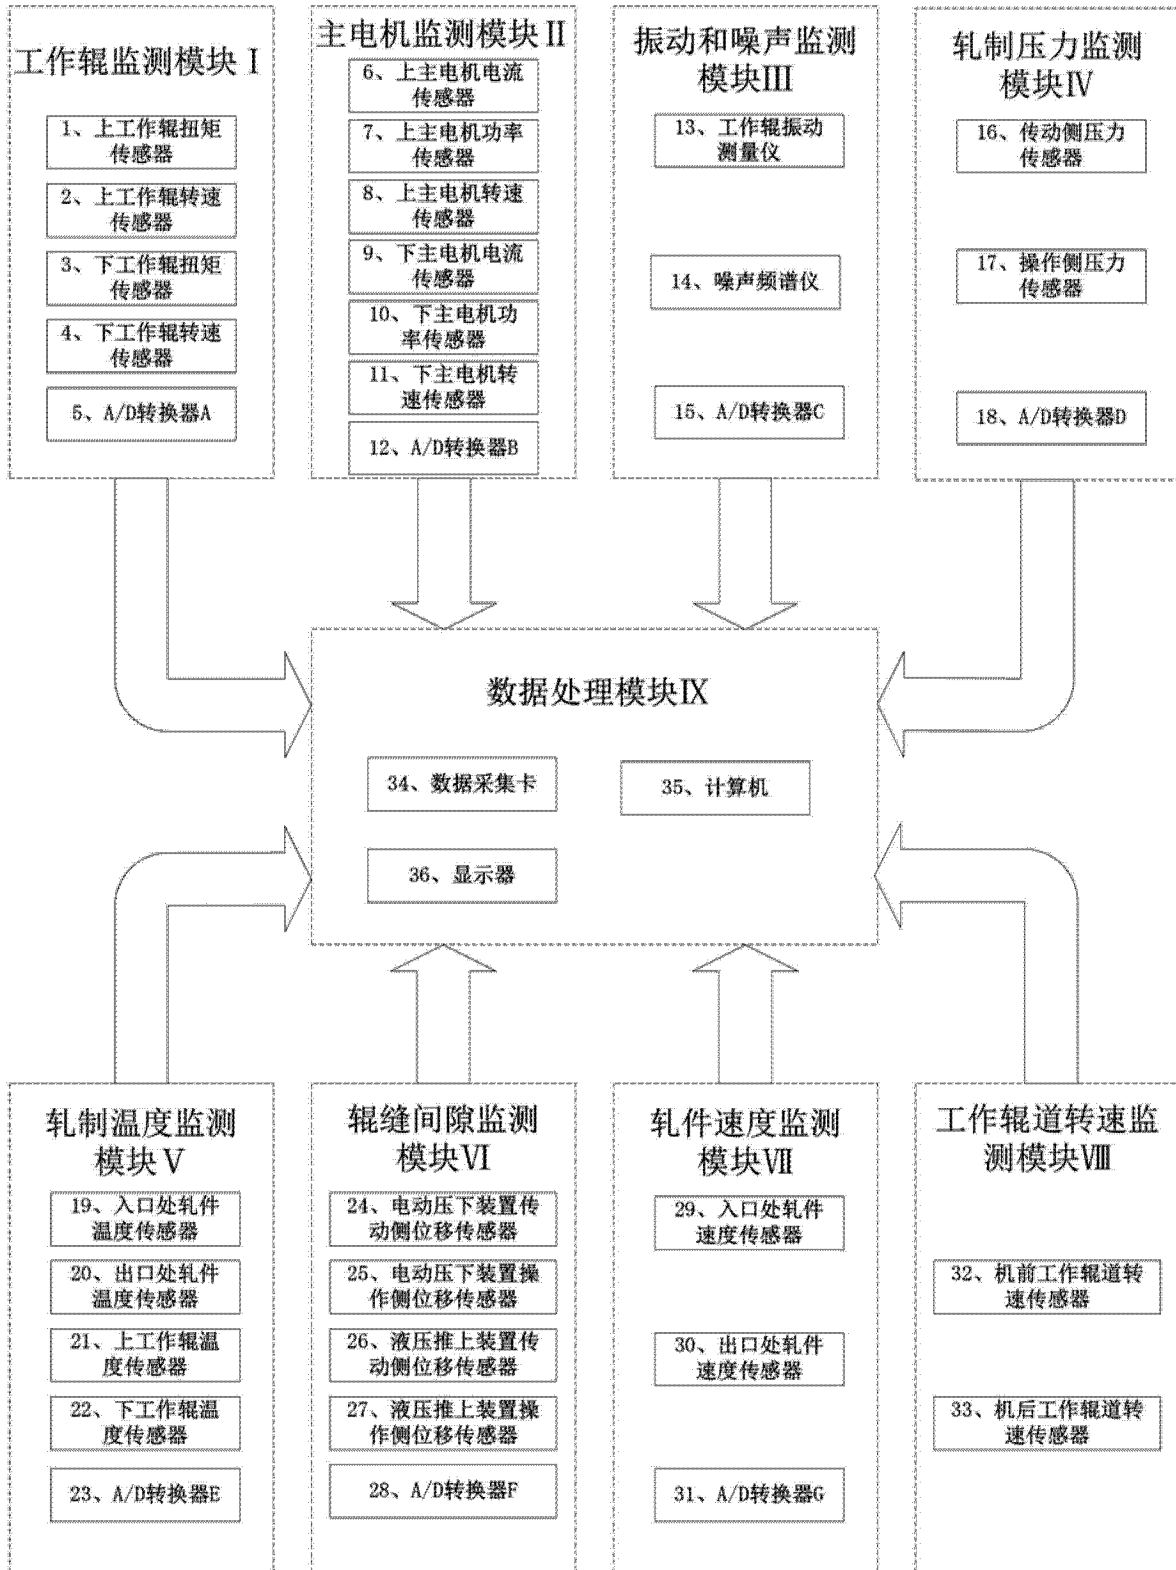 工作辊监测模块Ⅰ
1、上工作辊扭矩
传感器
2、上工作辊转速
传感器
3、下工作辊扭矩
传感器
4、下工作辊转速
传感器
5、A/D转换器A
主电机监测模块Ⅱ
6、上主电机电流
传感器
7、上主电机功率
传感器
8、上主电机转速
传感器
9、下主电机电流
传感器
10、下主电机功
率传感器
11、下主电机转
速传感器
12、A/D转换器B
振动和噪声监测
模块Ⅲ
13、工作辊振动
测量仪
14、噪声频谱仪
15、A/D转换器C
轧制压力监测
模块Ⅳ
16、传动侧压力
传感器
17、操作侧压力
传感器
18、A/D转换器D
数据处理模块Ⅸ
34、数据采集卡
35、计算机
36、显示器
轧制温度监测
模块Ⅴ
19、入口处轧件
温度传感器
20、出口处轧件
温度传感器
21、上工作辊温
度传感器
22、下工作辊温
度传感器
23、A/D转换器E
辊缝间隙监测
模块Ⅵ
24、电动压下装置传
动侧位移传感器
25、电动压下装置操
作侧位移传感器
26、液压推上装置传
动侧位移传感器
27、液压推上装置操
作侧位移传感器
28、A/D转换器F
轧件速度监测
模块Ⅶ
29、入口处轧件
速度传感器
30、出口处轧件
速度传感器
31、A/D转换器G
工作辊道转速监
测模块Ⅷ
32、机前工作辊道转
速传感器
33、机后工作辊道转
速传感器